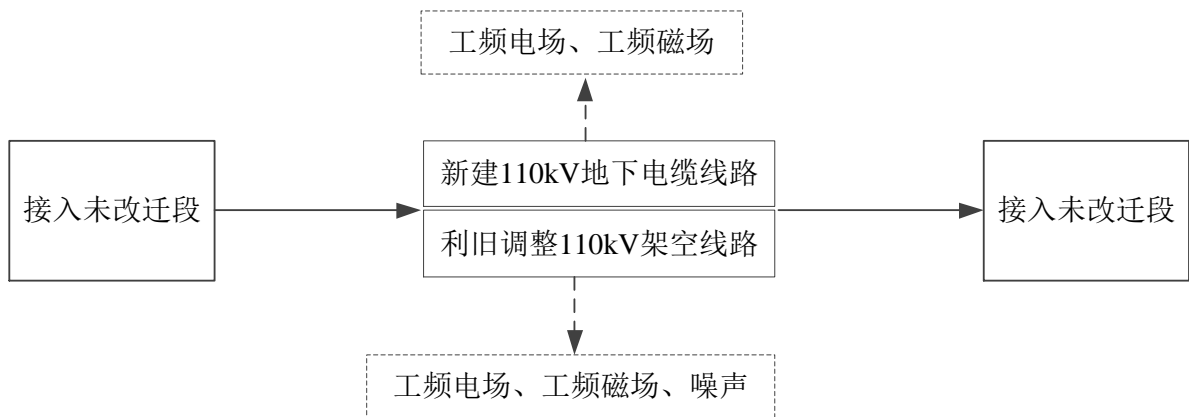 工频电场、工频磁场
新建110kV地下电缆线路
接入未改迁段
接入未改迁段
利旧调整110kV架空线路
工频电场、工频磁场、噪声